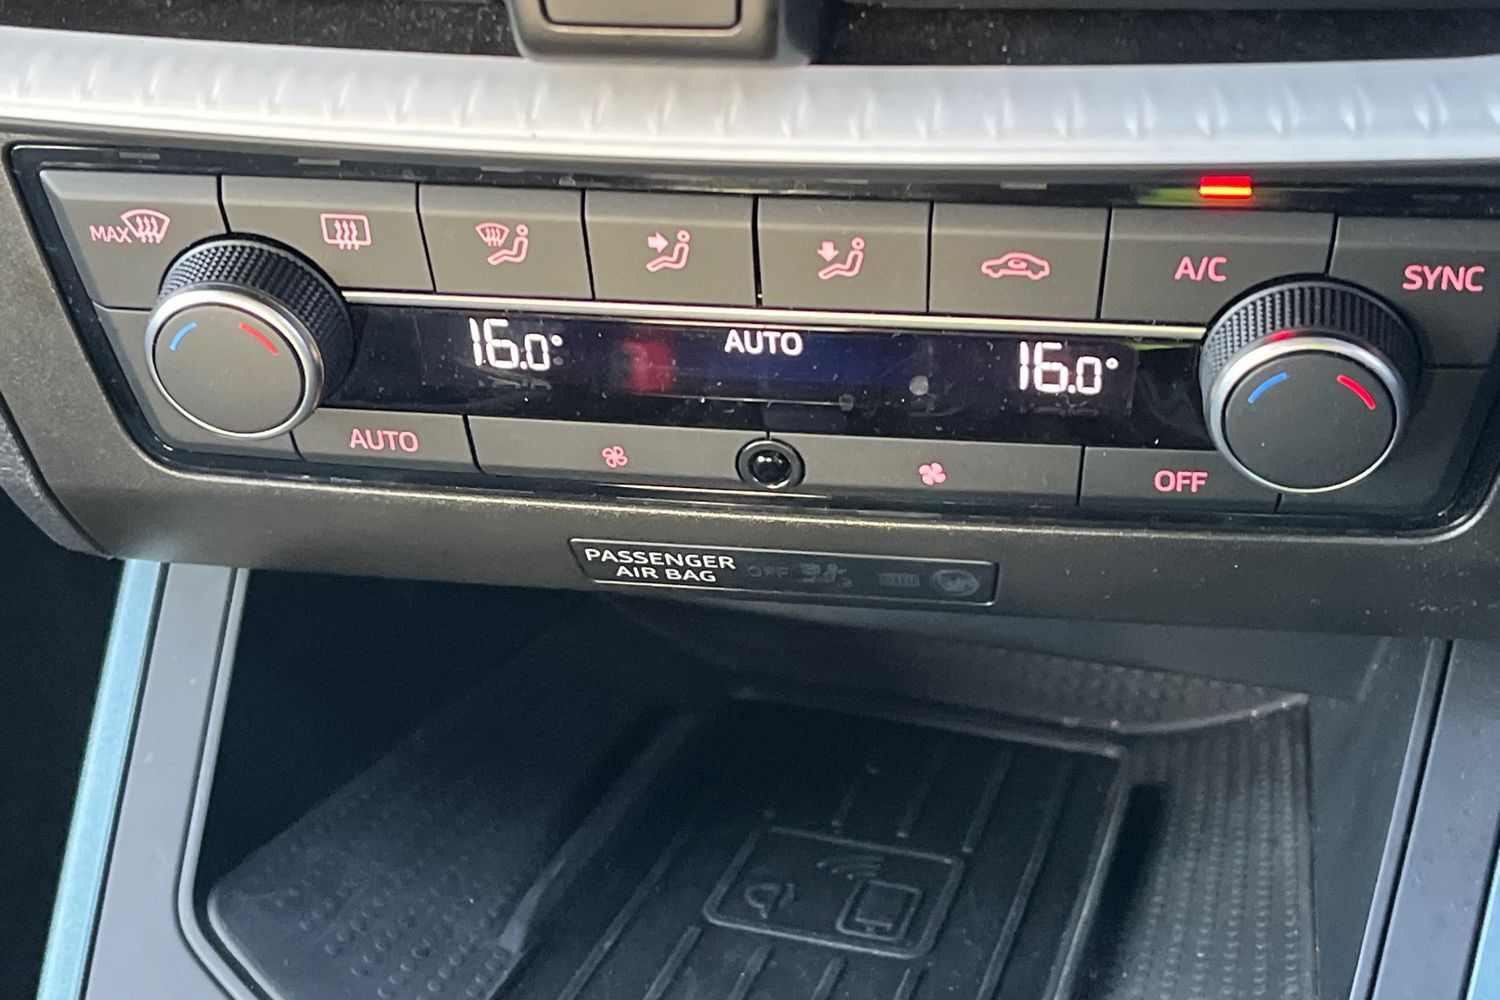 MAX
A/C
SYNC
16.0°
AUTO
16.0°
AUTO
OFF
PASSENGER
AIR BAG
OFF